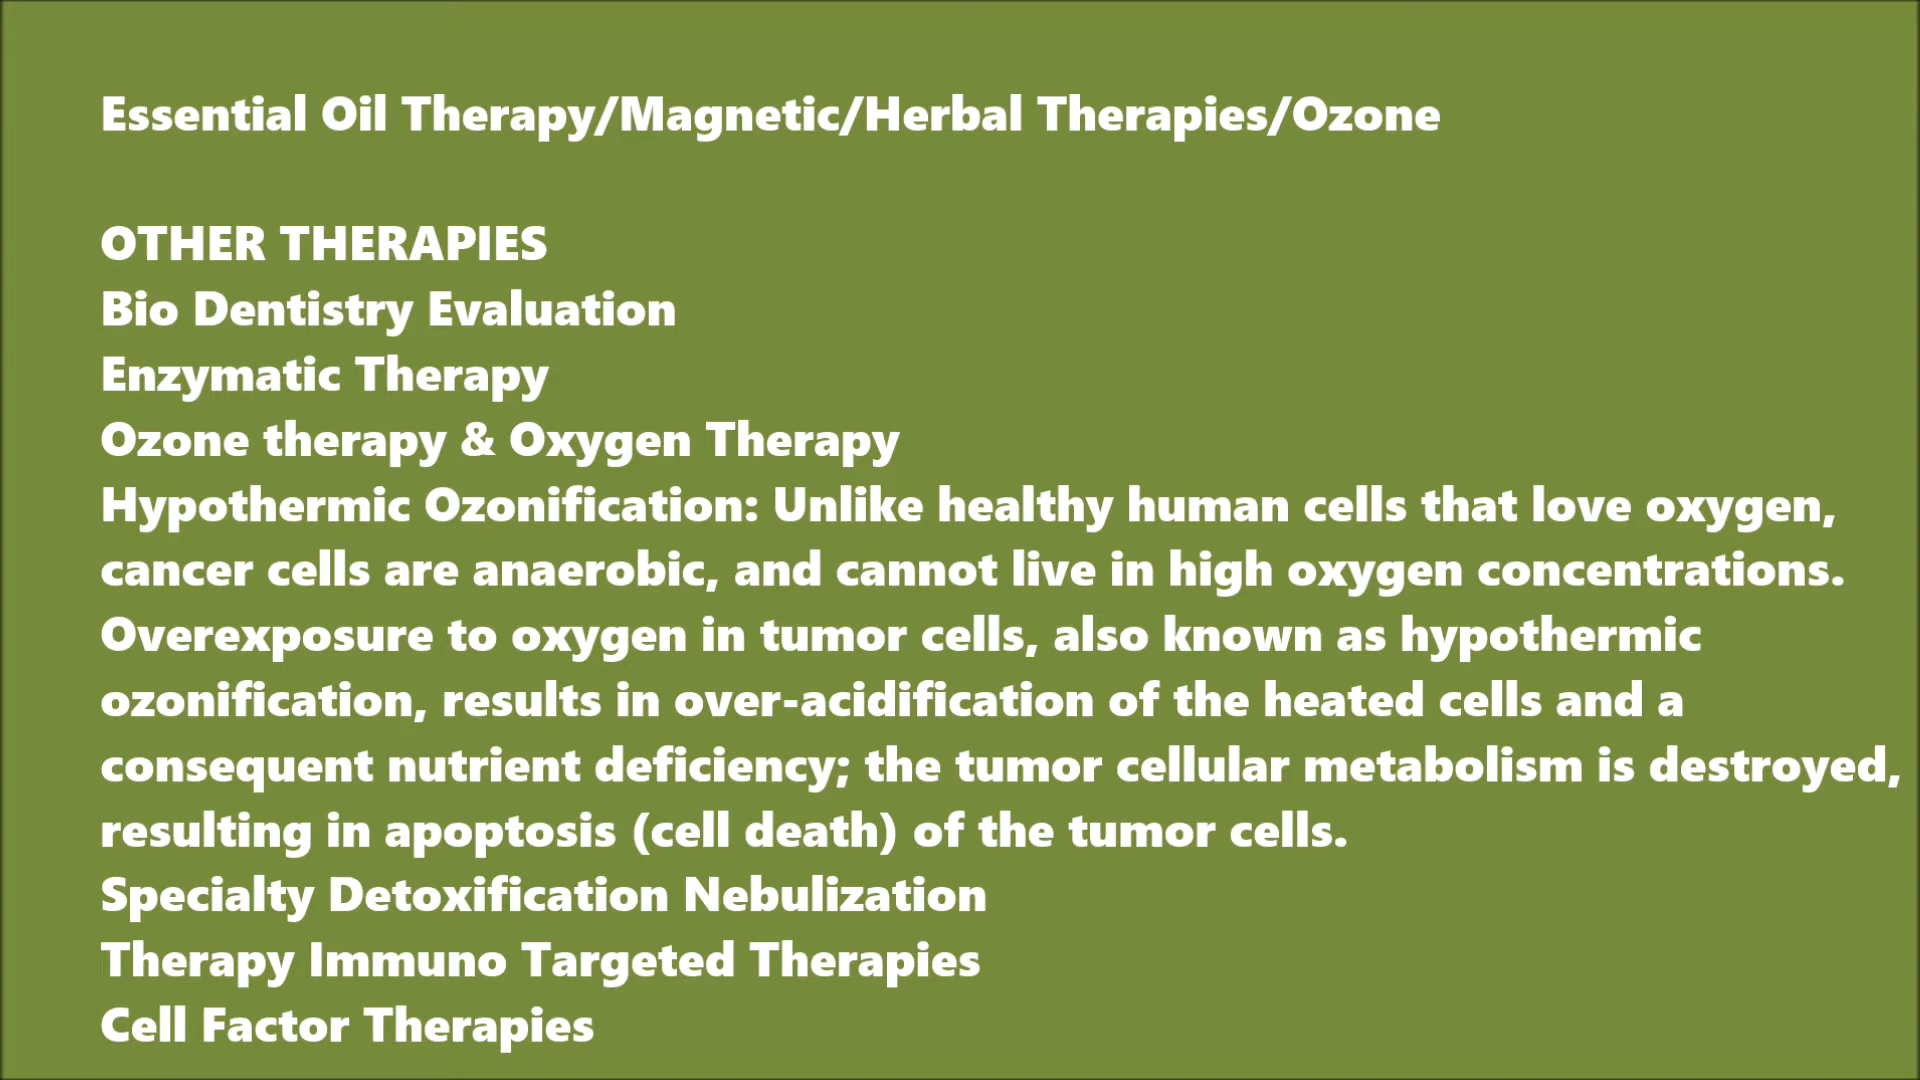 Essential Oil Therapy/Magnetic/Herbal Therapies/Ozone
OTHER THERAPIES
Bio Dentistry Evaluation
Enzymatic Therapy
Ozone therapy & Oxygen Therapy
Hypothermic Ozonification: Unlike healthy human cells that love oxygen,
cancer cells are anaerobic, and cannot live in high oxygen concentrations.
Overexposure to oxygen in tumor cells, also known as hypothermic
ozonification, results in over-acidification of the heated cells and a
consequent nutrient deficiency; the tumor cellular metabolism is destroyed,
resulting in apoptosis (cell death) of the tumor cells.
Specialty Detoxification Nebulization
Therapy Immuno Targeted Therapies
Cell Factor Therapies